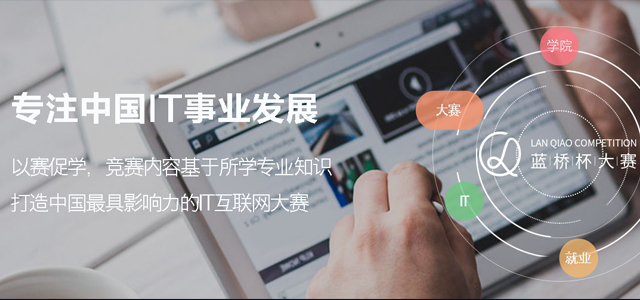 专注中国IT事业发展
以赛促学，竞赛内容基于所学专业知识
打造中国最具影响力的IT互联网大赛
学院
大赛
LAN QIAO COMPETITION
蓝桥杯大赛
IT
就业